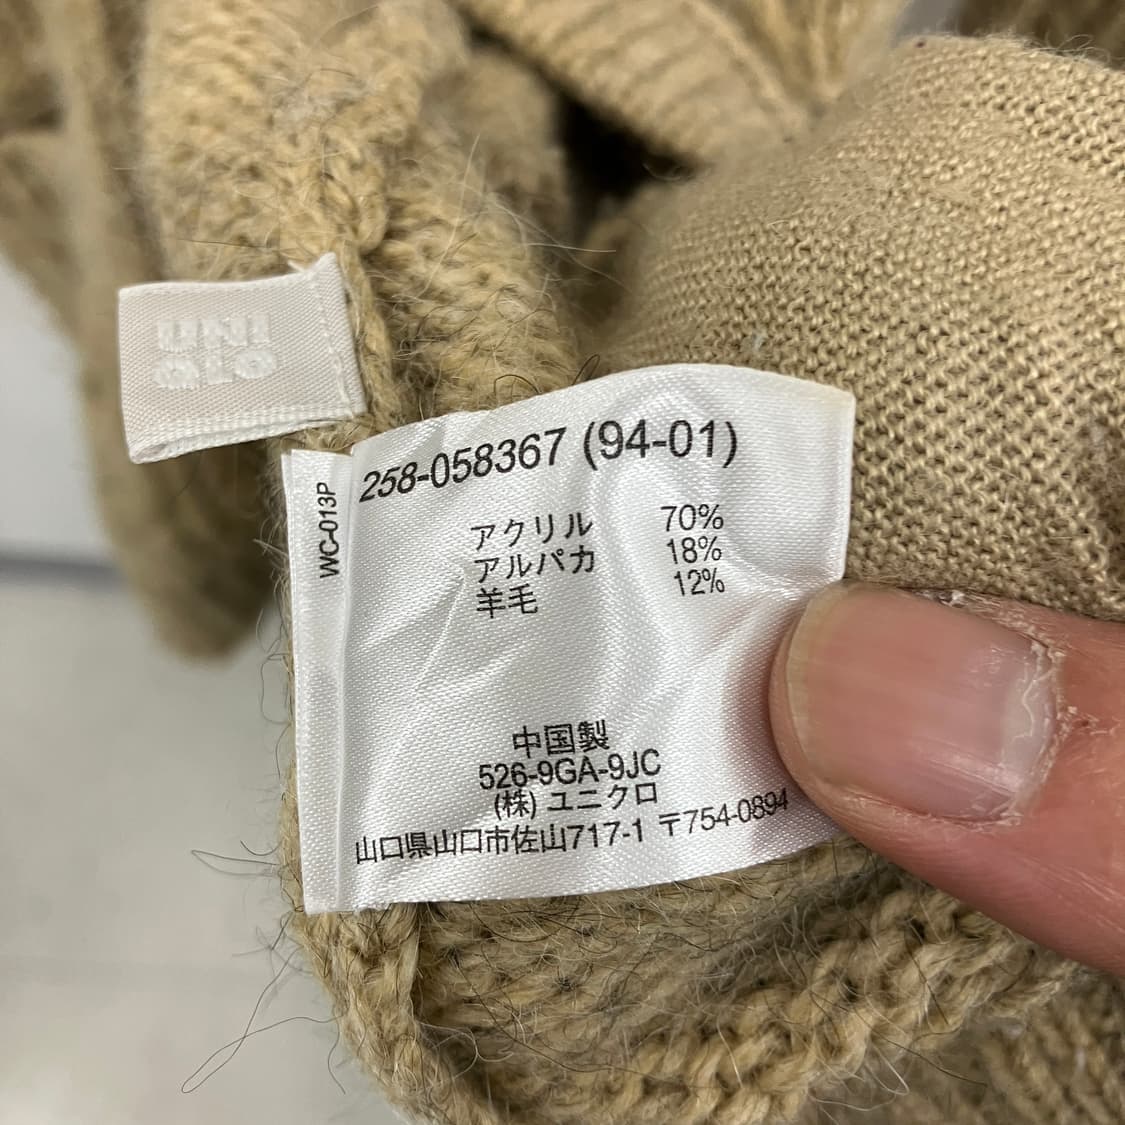 UNI
QLO
WC-013P
258-058367 (94-01)
アクリル 70%
アルパカ 18%
羊毛 12%
中国製
526-9GA-9JC
(株) ユニクロ
山口県山口市佐山717-1 〒754-0894